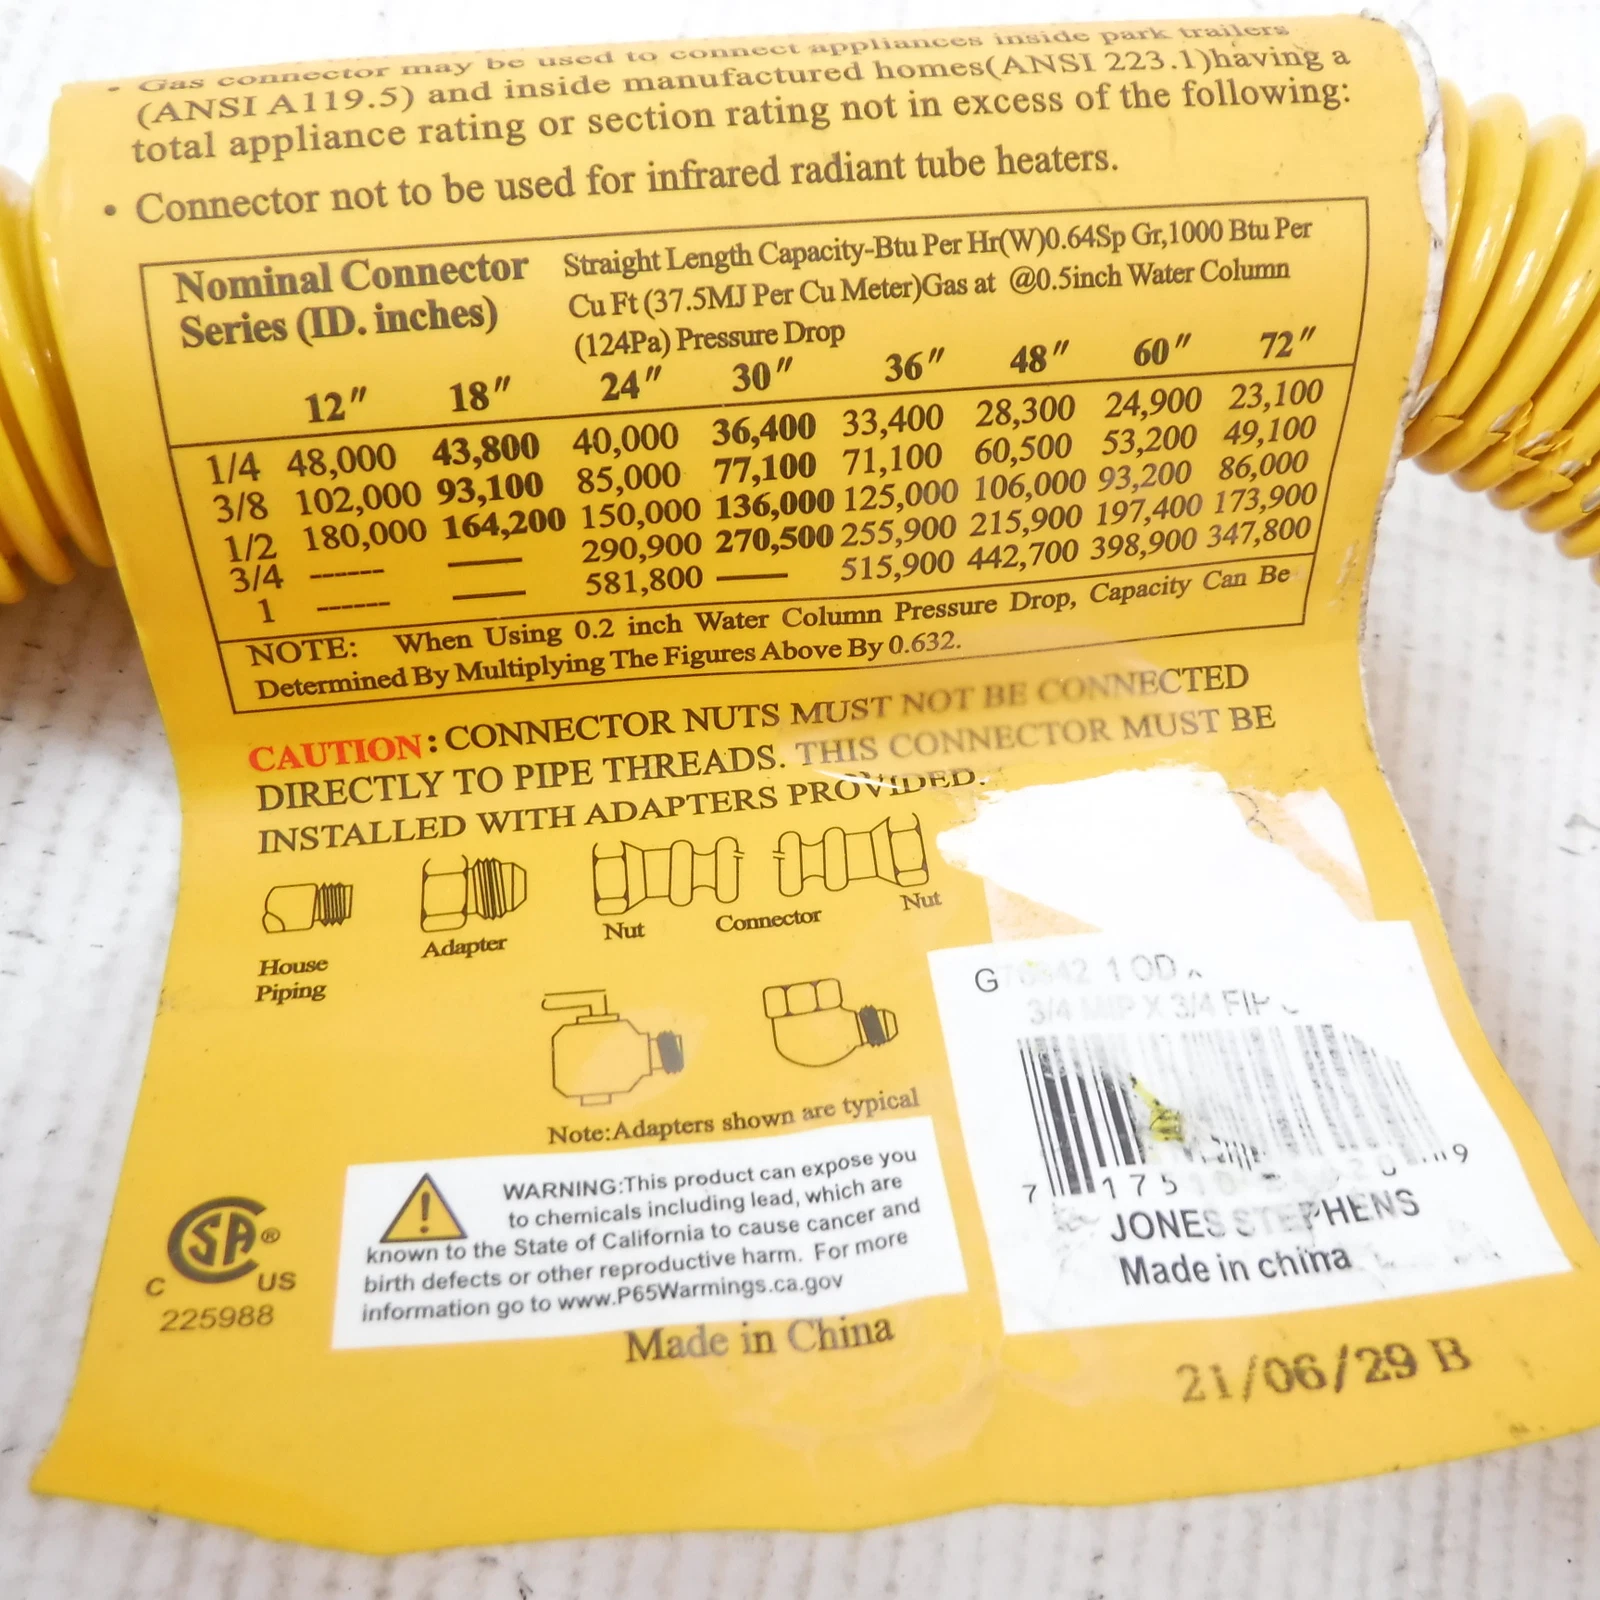 • Gas connector may be used to connect appliances inside park trailers
(ANSI A119.5) and inside manufactured homes(ANSI 223.1)having a
total appliance rating or section rating not in excess of the following:
• Connector not to be used for infrared radiant tube heaters.
Nominal Connector
Series (ID. inches)
Straight Length Capacity-Btu Per Hr(W)0.64Sp Gr,1000 Btu Per
Cu Ft (37.5MJ Per Cu Meter)Gas at @0.5inch Water Column
(124Pa) Pressure Drop
12" 18" 24" 30" 36" 48" 60" 72"
1/4 48,000 43,800 40,000 36,400 33,400 28,300 24,900 23,100
3/8 102,000 93,100 85,000 77,100 71,100 60,500 53,200 49,100
1/2 180,000 164,200 150,000 136,000 125,000 106,000 93,200 86,000
3/4 ------ — 290,900 270,500 255,900 215,900 197,400 173,900
1 ------ — 581,800 — 515,900 442,700 398,900 347,800
NOTE: When Using 0.2 inch Water Column Pressure Drop, Capacity Can Be
Determined By Multiplying The Figures Above By 0.632.
CAUTION: CONNECTOR NUTS MUST NOT BE CONNECTED
DIRECTLY TO PIPE THREADS. THIS CONNECTOR MUST BE
INSTALLED WITH ADAPTERS PROVIDED.
House
Piping
Adapter
Nut
Connector
Nut
Note:Adapters shown are typical
WARNING:This product can expose you
to chemicals including lead, which are
known to the State of California to cause cancer and
birth defects or other reproductive harm. For more
information go to www.P65Warmings.ca.gov
CSA®
C US
225988
Made in China
1 OD
3/4 MIP X 3/4 FIP
7 175 9
JONES STEPHENS
Made in china
21/06/29 B